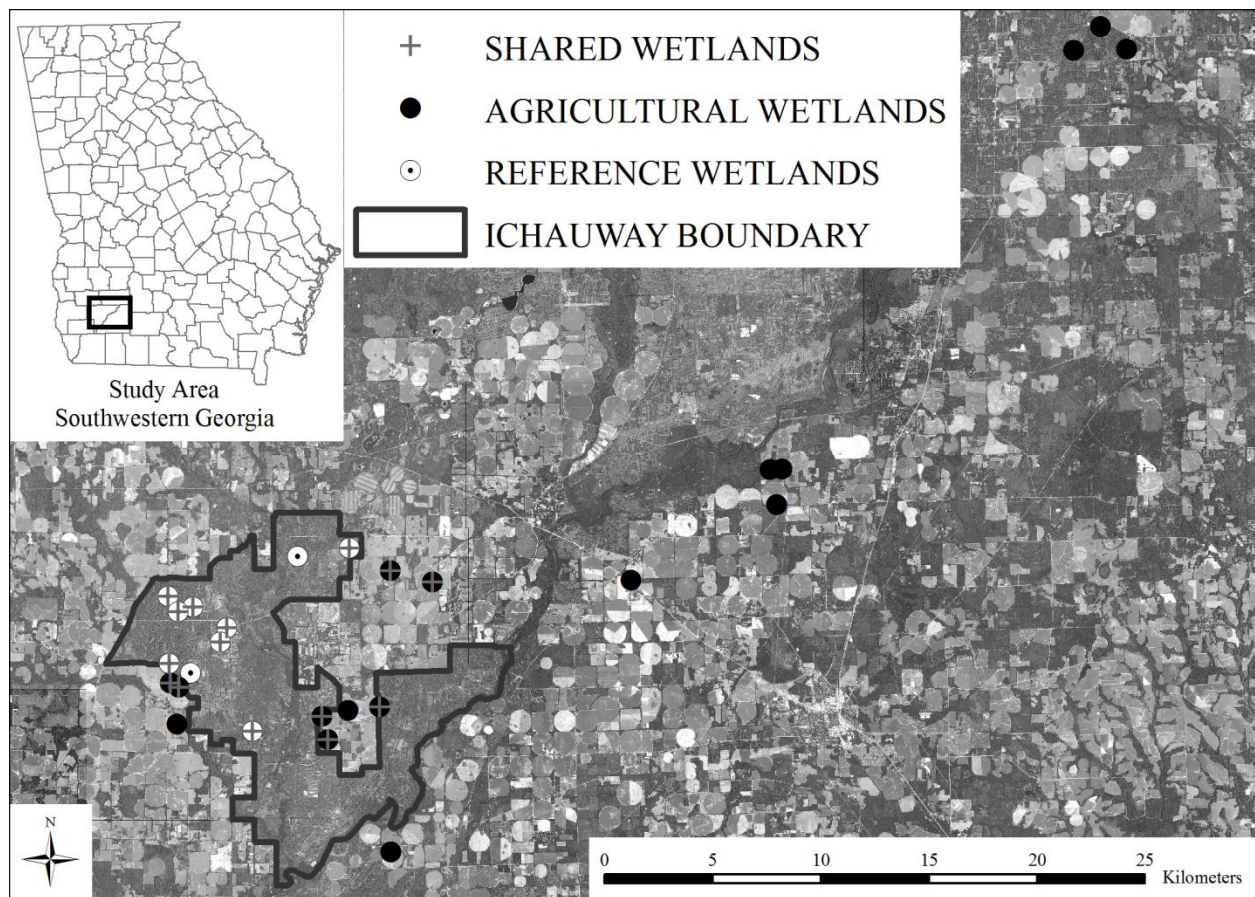 SHARED WETLANDS
AGRICULTURAL WETLANDS
REFERENCE WETLANDS
ICHAUWAY BOUNDARY
Study Area
Southwestern Georgia
N
0 5 10 15 20 25
Kilometers